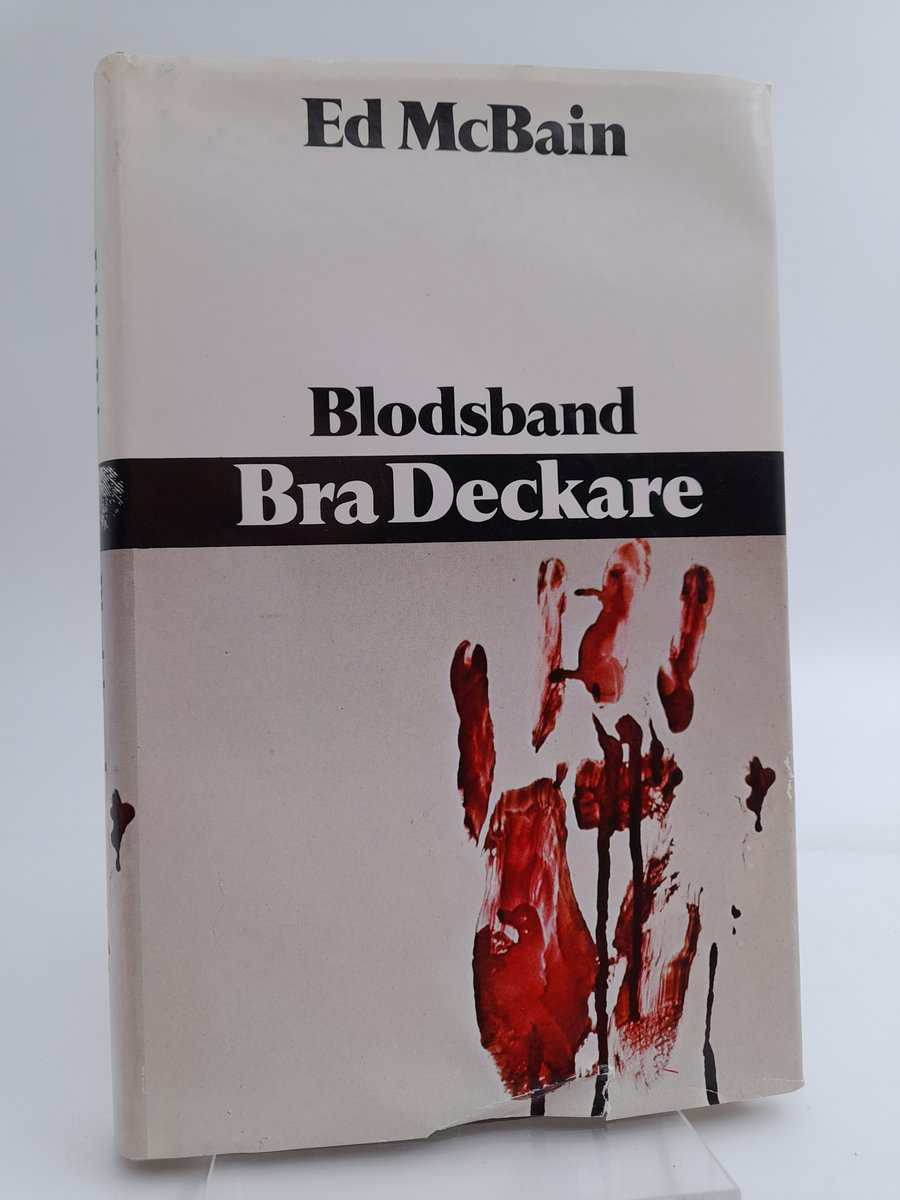 Ed McBain
Blodsband
Bra Deckare